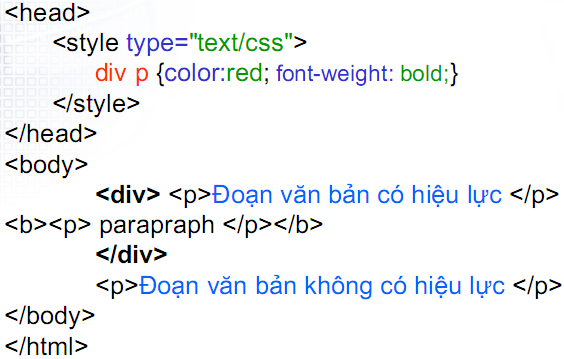 <head>
<style type="text/css">
div p {color:red; font-weight: bold;}
</style>
</head>
<body>
<div> <p>Đoạn văn bản có hiệu lực </p>
<b><p> parapraph </p></b>
</div>
<p>Đoạn văn bản không có hiệu lực </p>
</body>
</html>